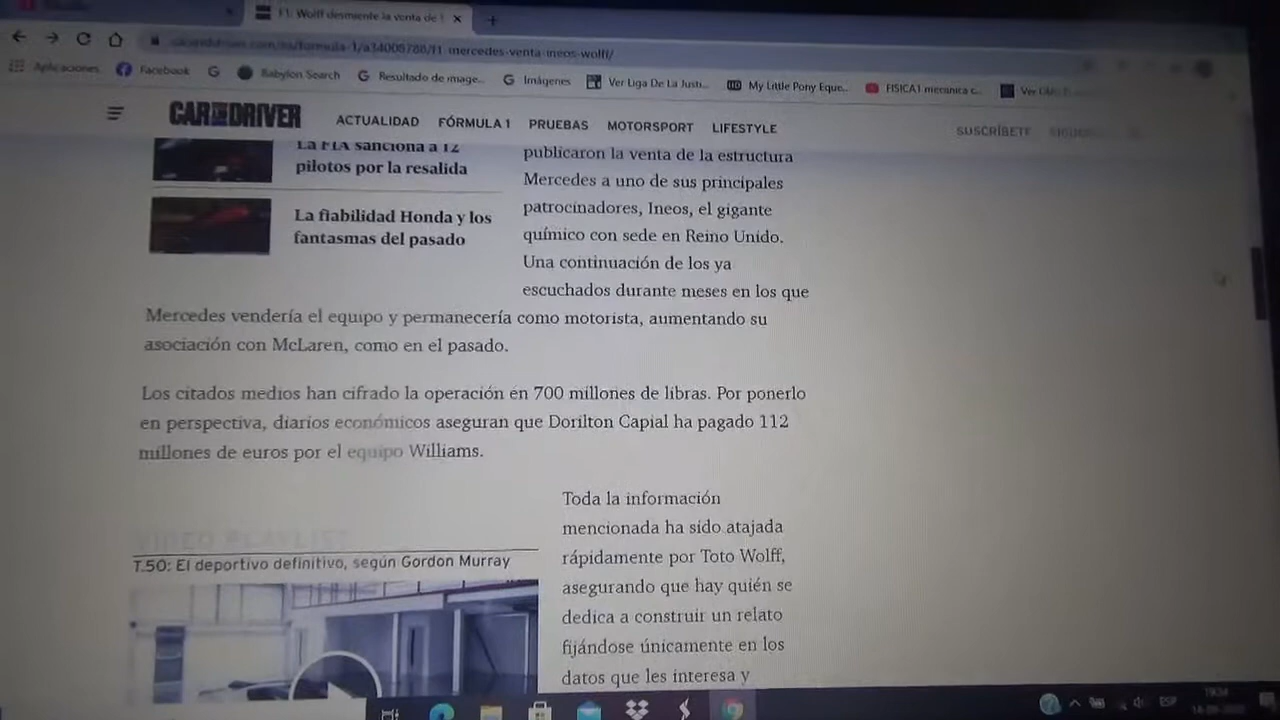 F1: Wolff desmiente la venta de
mercedes-venta-ineos-wolff/
Aplicaciones
Facebook
Babylon Search
Resultado de image...
Imágenes
Ver Liga De La Justi...
My Little Pony Eque...
FISICA1 mecanica c...
Ver
CAR DRIVER
ACTUALIDAD
FÓRMULA 1
PRUEBAS
MOTORSPORT
LIFESTYLE
SUSCRÍBETE
La FIA sanciona a 12
pilotos por la resalida
La fiabilidad Honda y los
fantasmas del pasado
publicaron la venta de la estructura
Mercedes a uno de sus principales
patrocinadores, Ineos, el gigante
químico con sede en Reino Unido.
Una continuación de los ya
escuchados durante meses en los que
Mercedes vendería el equipo y permanecería como motorista, aumentando su
asociación con McLaren, como en el pasado.
Los citados medios han cifrado la operación en 700 millones de libras. Por ponerlo
en perspectiva, diarios económicos aseguran que Dorilton Capial ha pagado 112
millones de euros por el equipo Williams.
T.50: El deportivo definitivo, según Gordon Murray
Toda la información
mencionada ha sido atajada
rápidamente por Toto Wolff,
asegurando que hay quién se
dedica a construir un relato
fijándose únicamente en los
datos que les interesa y
ESP